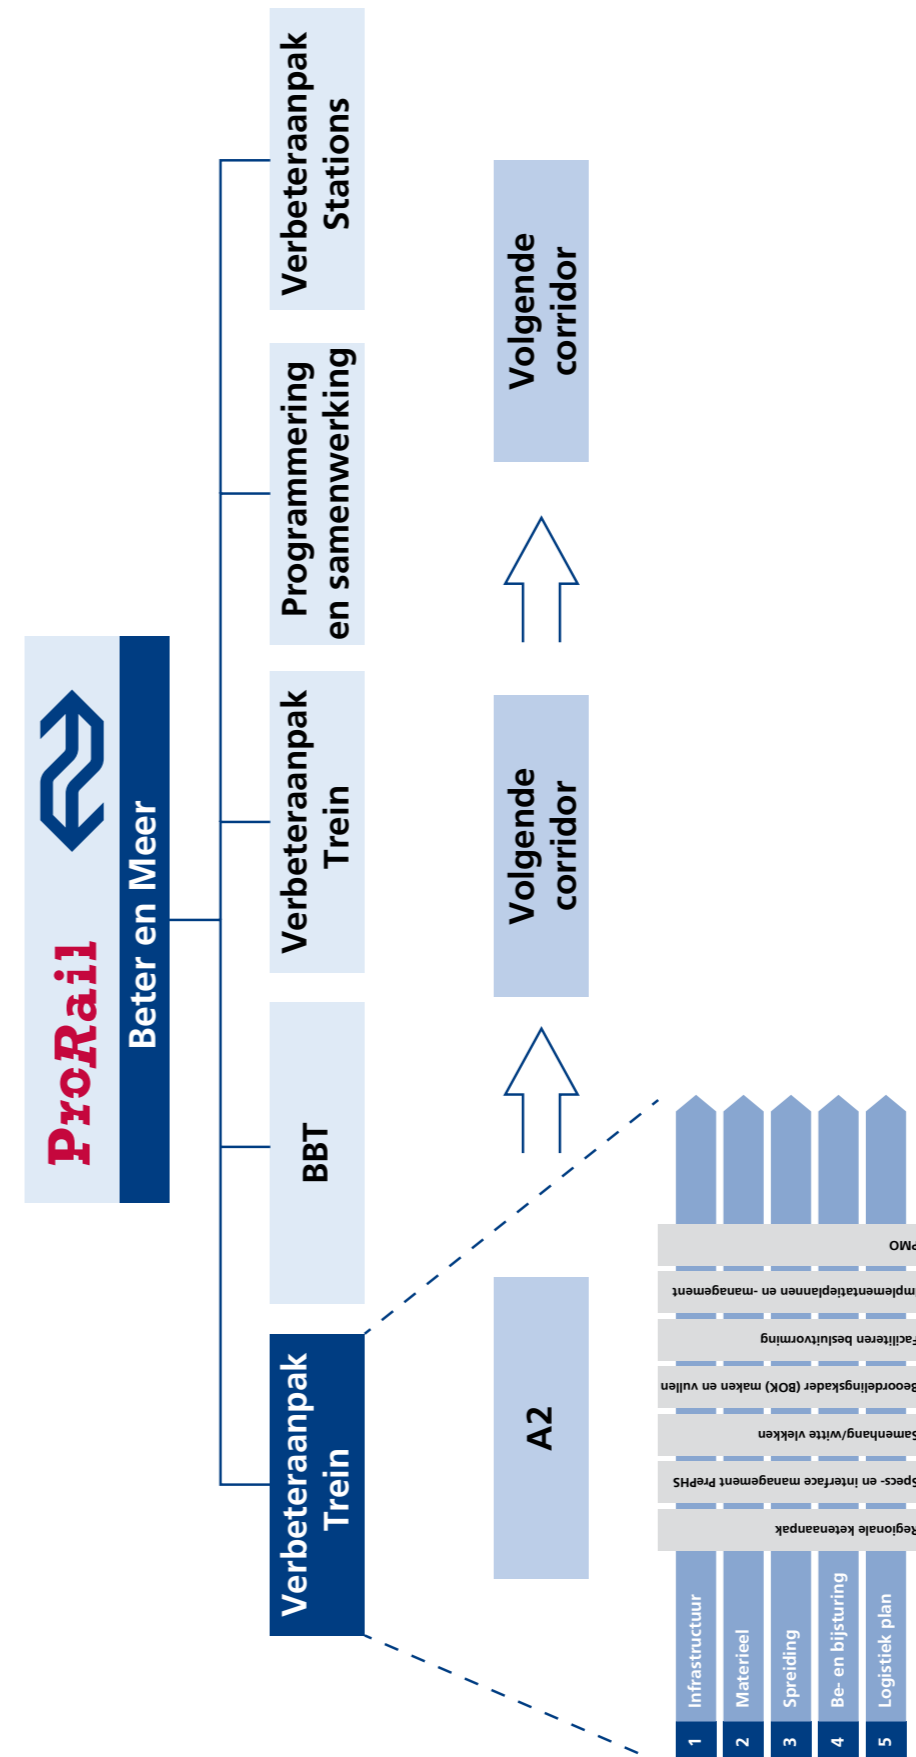 ProRail
Beter en Meer
Verbeteraanpak
Trein
BBT
Verbeteraanpak
Trein
Programmering
en samenwerking
Verbeteraanpak
Stations
A2
Volgende
corridor
Volgende
corridor
1 Infrastructuur
2 Materieel
3 Spreiding
4 Be- en bijsturing
5 Logistiek plan
Regionale ketenaanpak
Specs- en interface management PrePHS
Samenhang/witte vlekken
Beoordelingskader (BOK) maken en vullen
Faciliteren besluitvorming
Implementatieplannen en -management
PMO